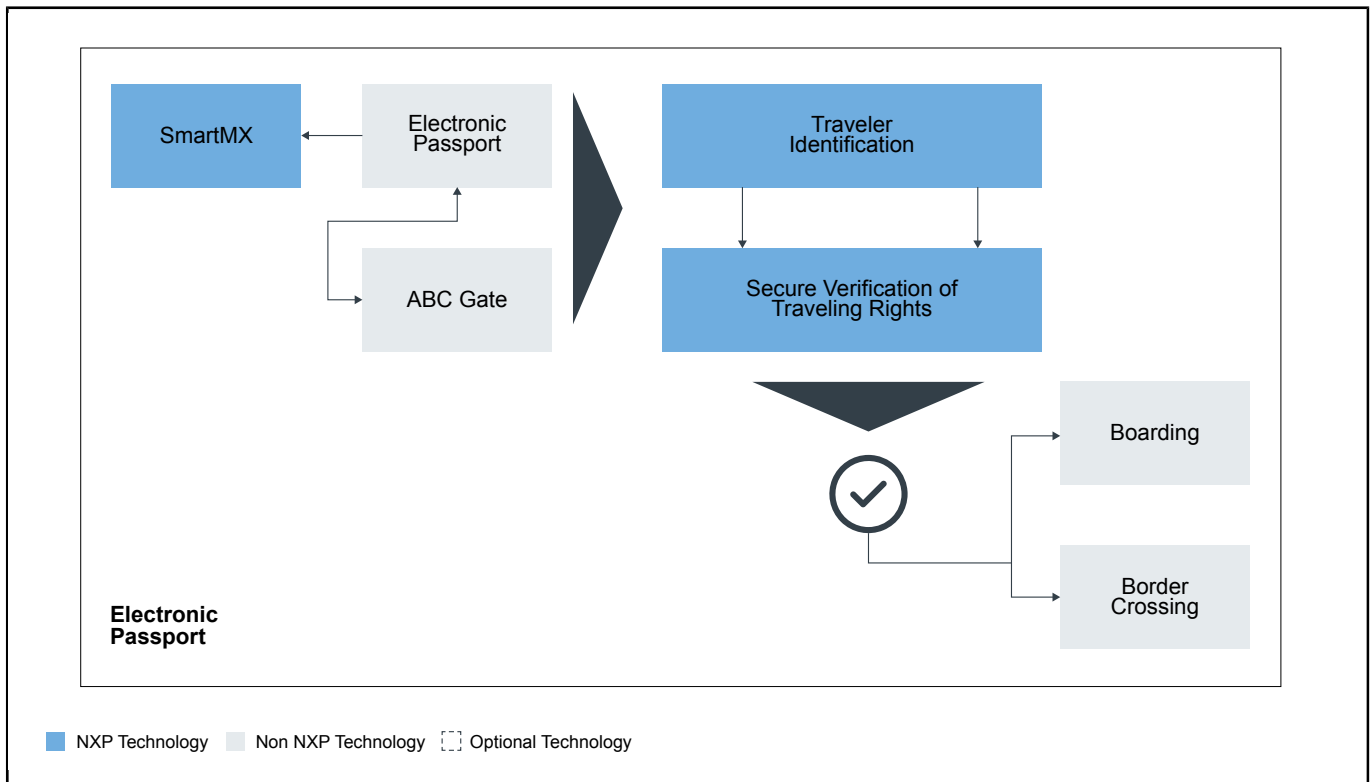 SmartMX
Electronic
Passport
Traveler
Identification
ABC Gate
Secure Verification of
Traveling Rights
Boarding
Border
Crossing
Electronic
Passport
NXP Technology
Non NXP Technology
Optional Technology